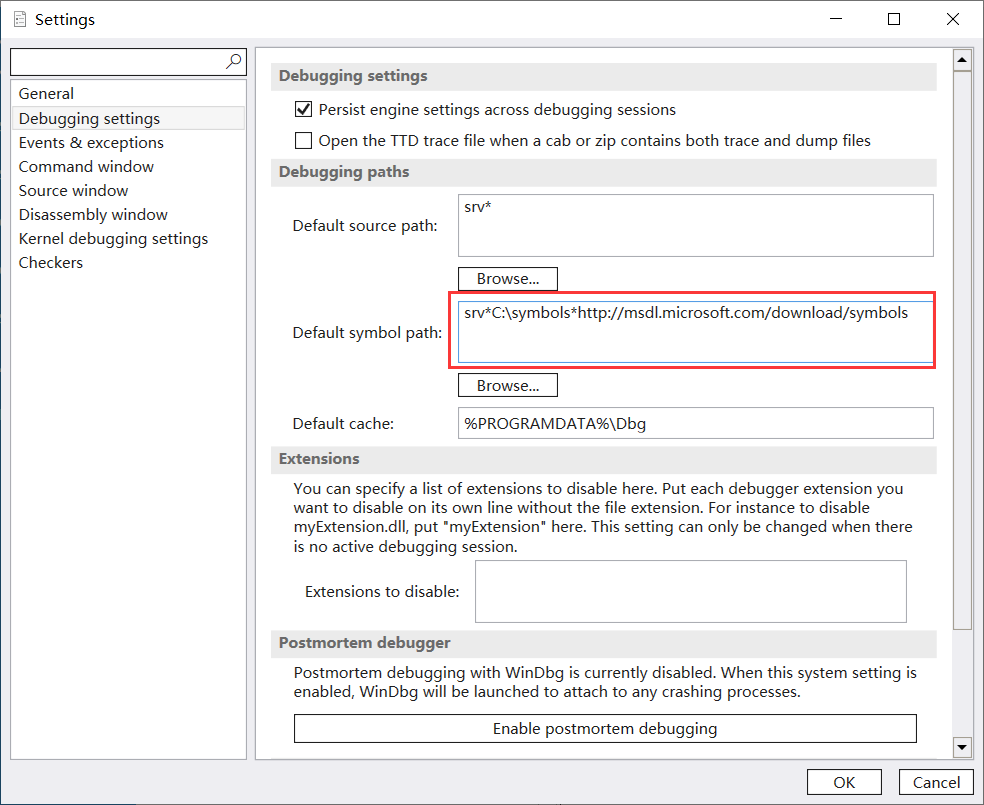 Settings
General
Debugging settings
Events & exceptions
Command window
Source window
Disassembly window
Kernel debugging settings
Checkers
Debugging settings
Persist engine settings across debugging sessions
Open the TTD trace file when a cab or zip contains both trace and dump files
Debugging paths
Default source path:
srv*
Browse...
Default symbol path:
srv*C:\symbols*http://msdl.microsoft.com/download/symbols
Browse...
Default cache:
%PROGRAMDATA%\Dbg
Extensions
You can specify a list of extensions to disable here. Put each debugger extension you
want to disable on its own line without the file extension. For instance to disable
myExtension.dll, put "myExtension" here. This setting can only be changed when there
is no active debugging session.
Extensions to disable:
Postmortem debugger
Postmortem debugging with WinDbg is currently disabled. When this system setting is
enabled, WinDbg will be launched to attach to any crashing processes.
Enable postmortem debugging
OK
Cancel